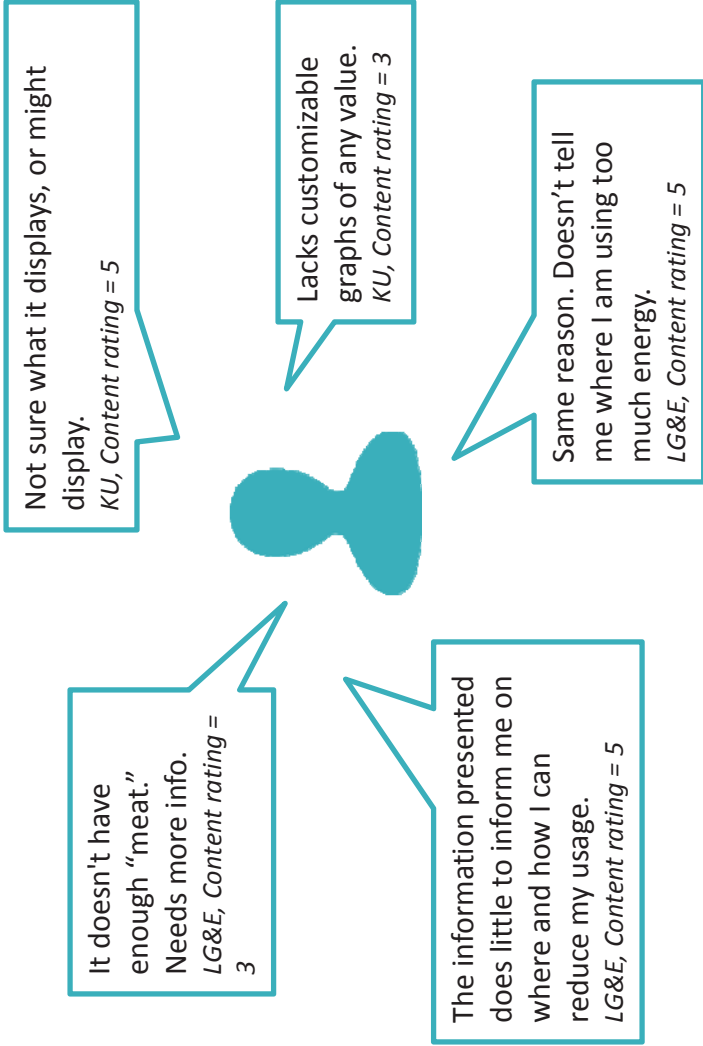 It doesn't have
enough “meat.”
Needs more info.
LG&E, Content rating =
3
Not sure what it displays, or might
display.
KU, Content rating = 5
Lacks customizable
graphs of any value.
KU, Content rating = 3
The information presented
does little to inform me on
where and how I can
reduce my usage.
LG&E, Content rating = 5
Same reason. Doesn’t tell
me where I am using too
much energy.
LG&E, Content rating = 5